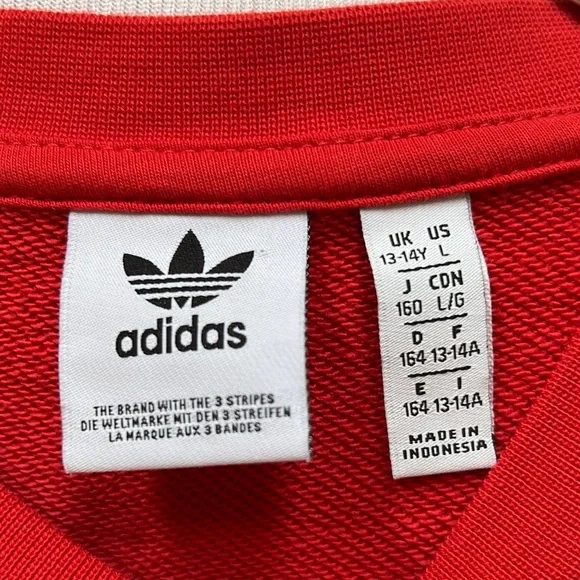 adidas
THE BRAND WITH THE 3 STRIPES
DIE WELTMARKE MIT DEN 3 STREIFEN
LA MARQUE AUX 3 BANDES
UK US
13-14Y L
J CDN
160 L/G
D F
164 13-14A
E I
164 13-14A
MADE IN
INDONESIA